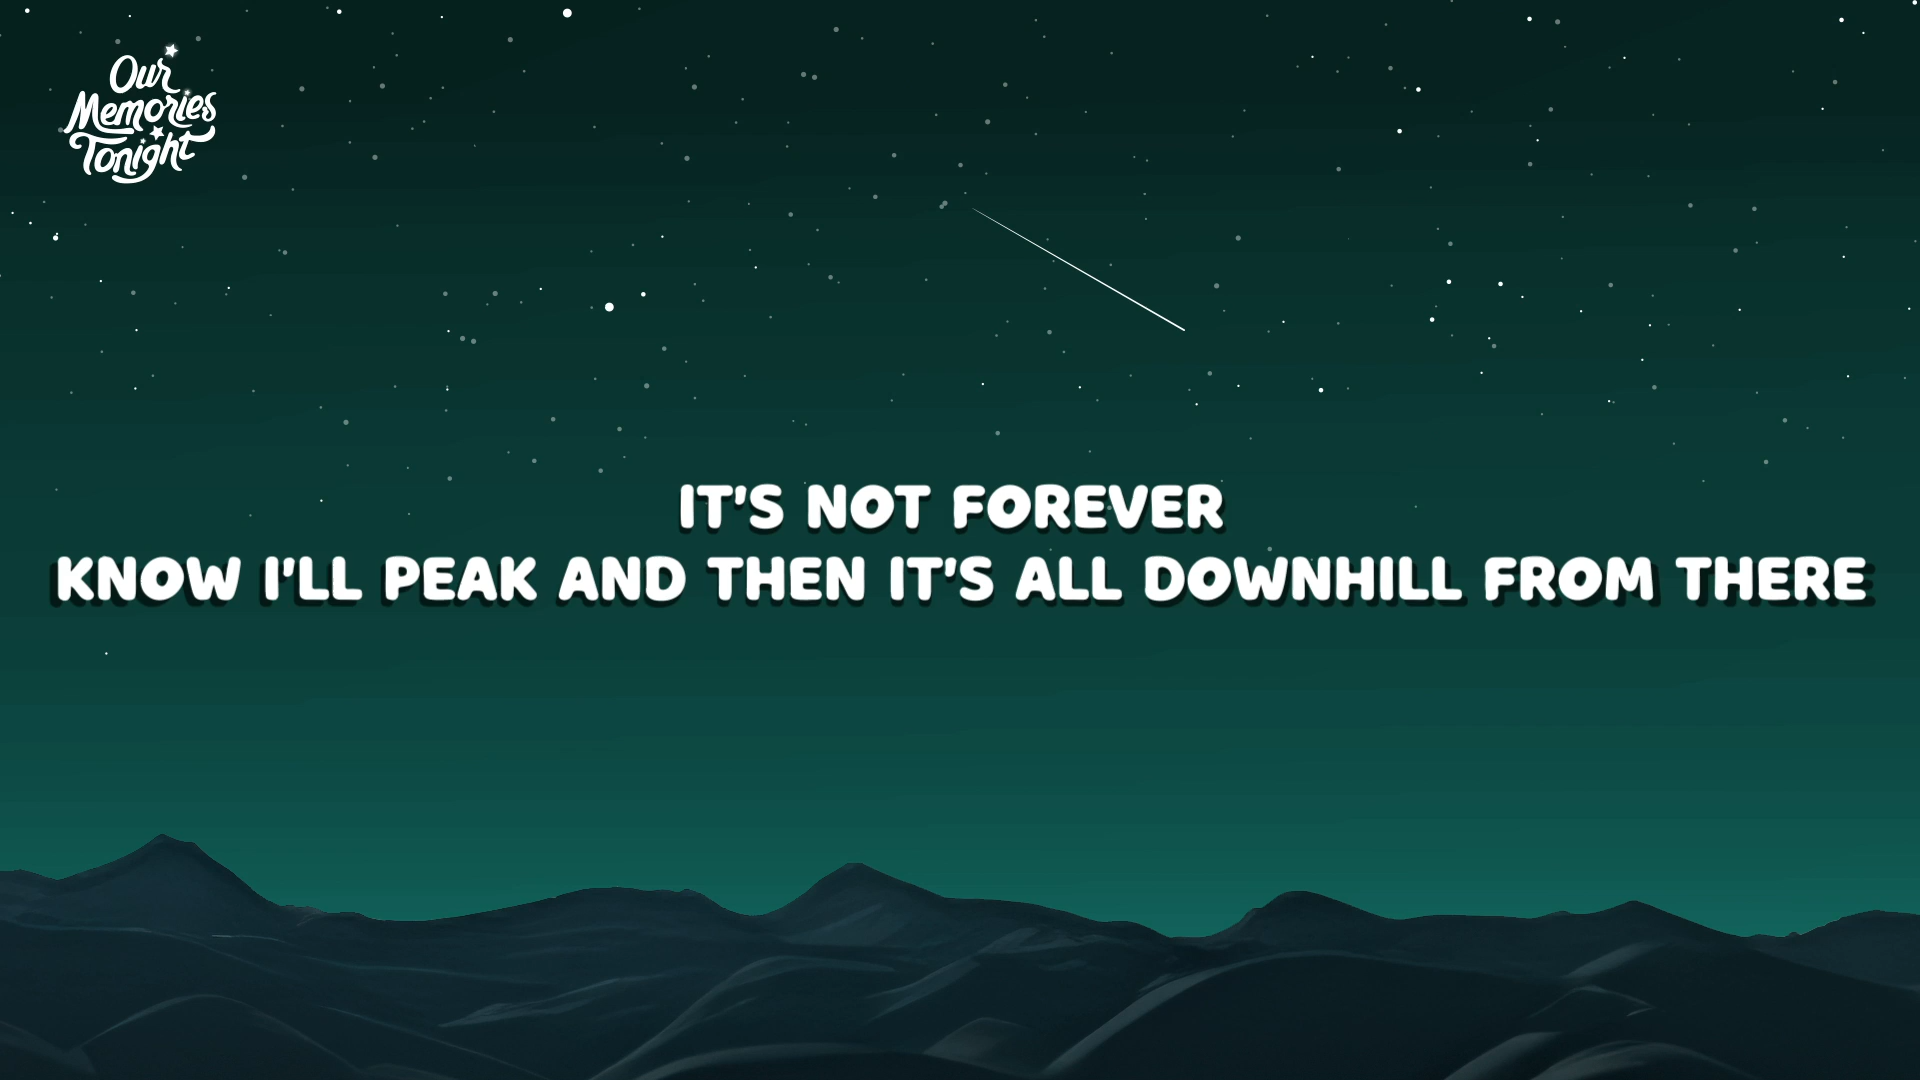 Our
Memories
Tonight
IT'S NOT FOREVER
KNOW I'LL PEAK AND THEN IT'S ALL DOWNHILL FROM THERE